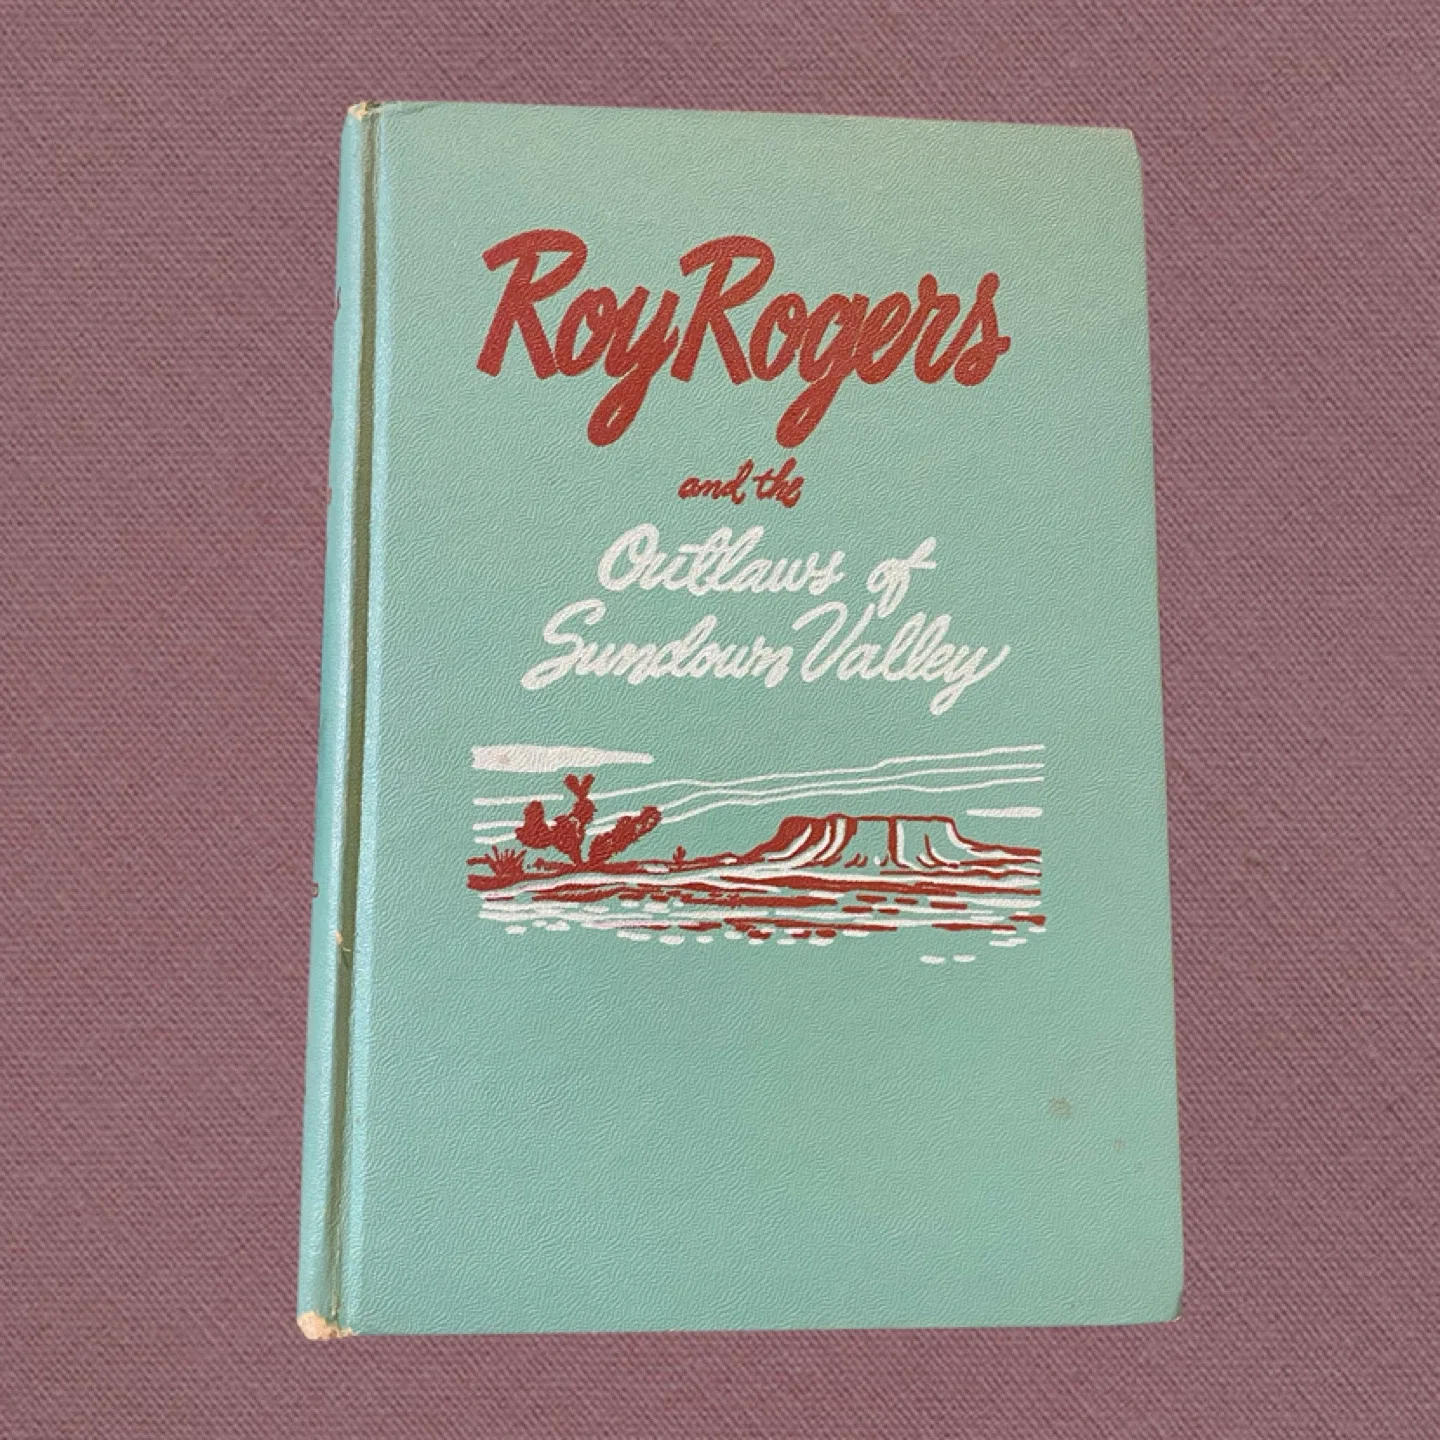 Roy Rogers
and the
Outlaws of
Sundown Valley